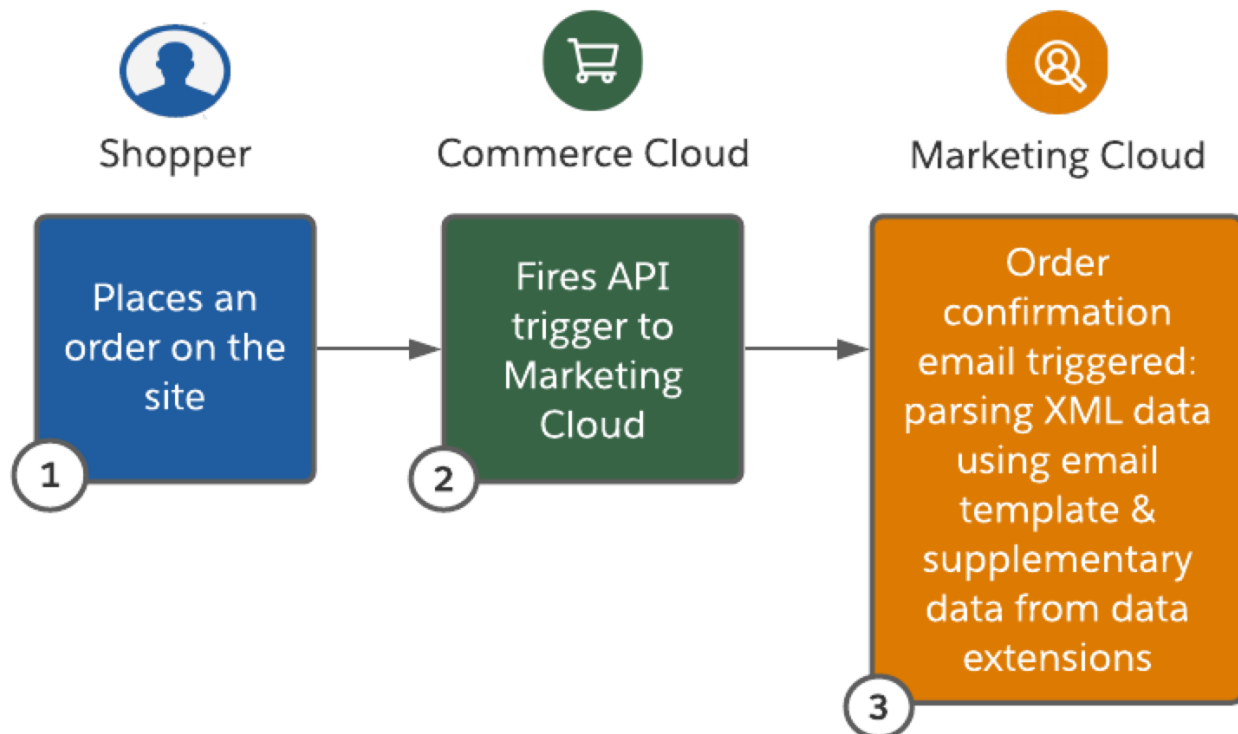 Shopper
Commerce Cloud
Marketing Cloud
Places an
order on the
site
1
Fires API
trigger to
Marketing
Cloud
2
Order
confirmation
email triggered:
parsing XML data
using email
template &
supplementary
data from data
extensions
3